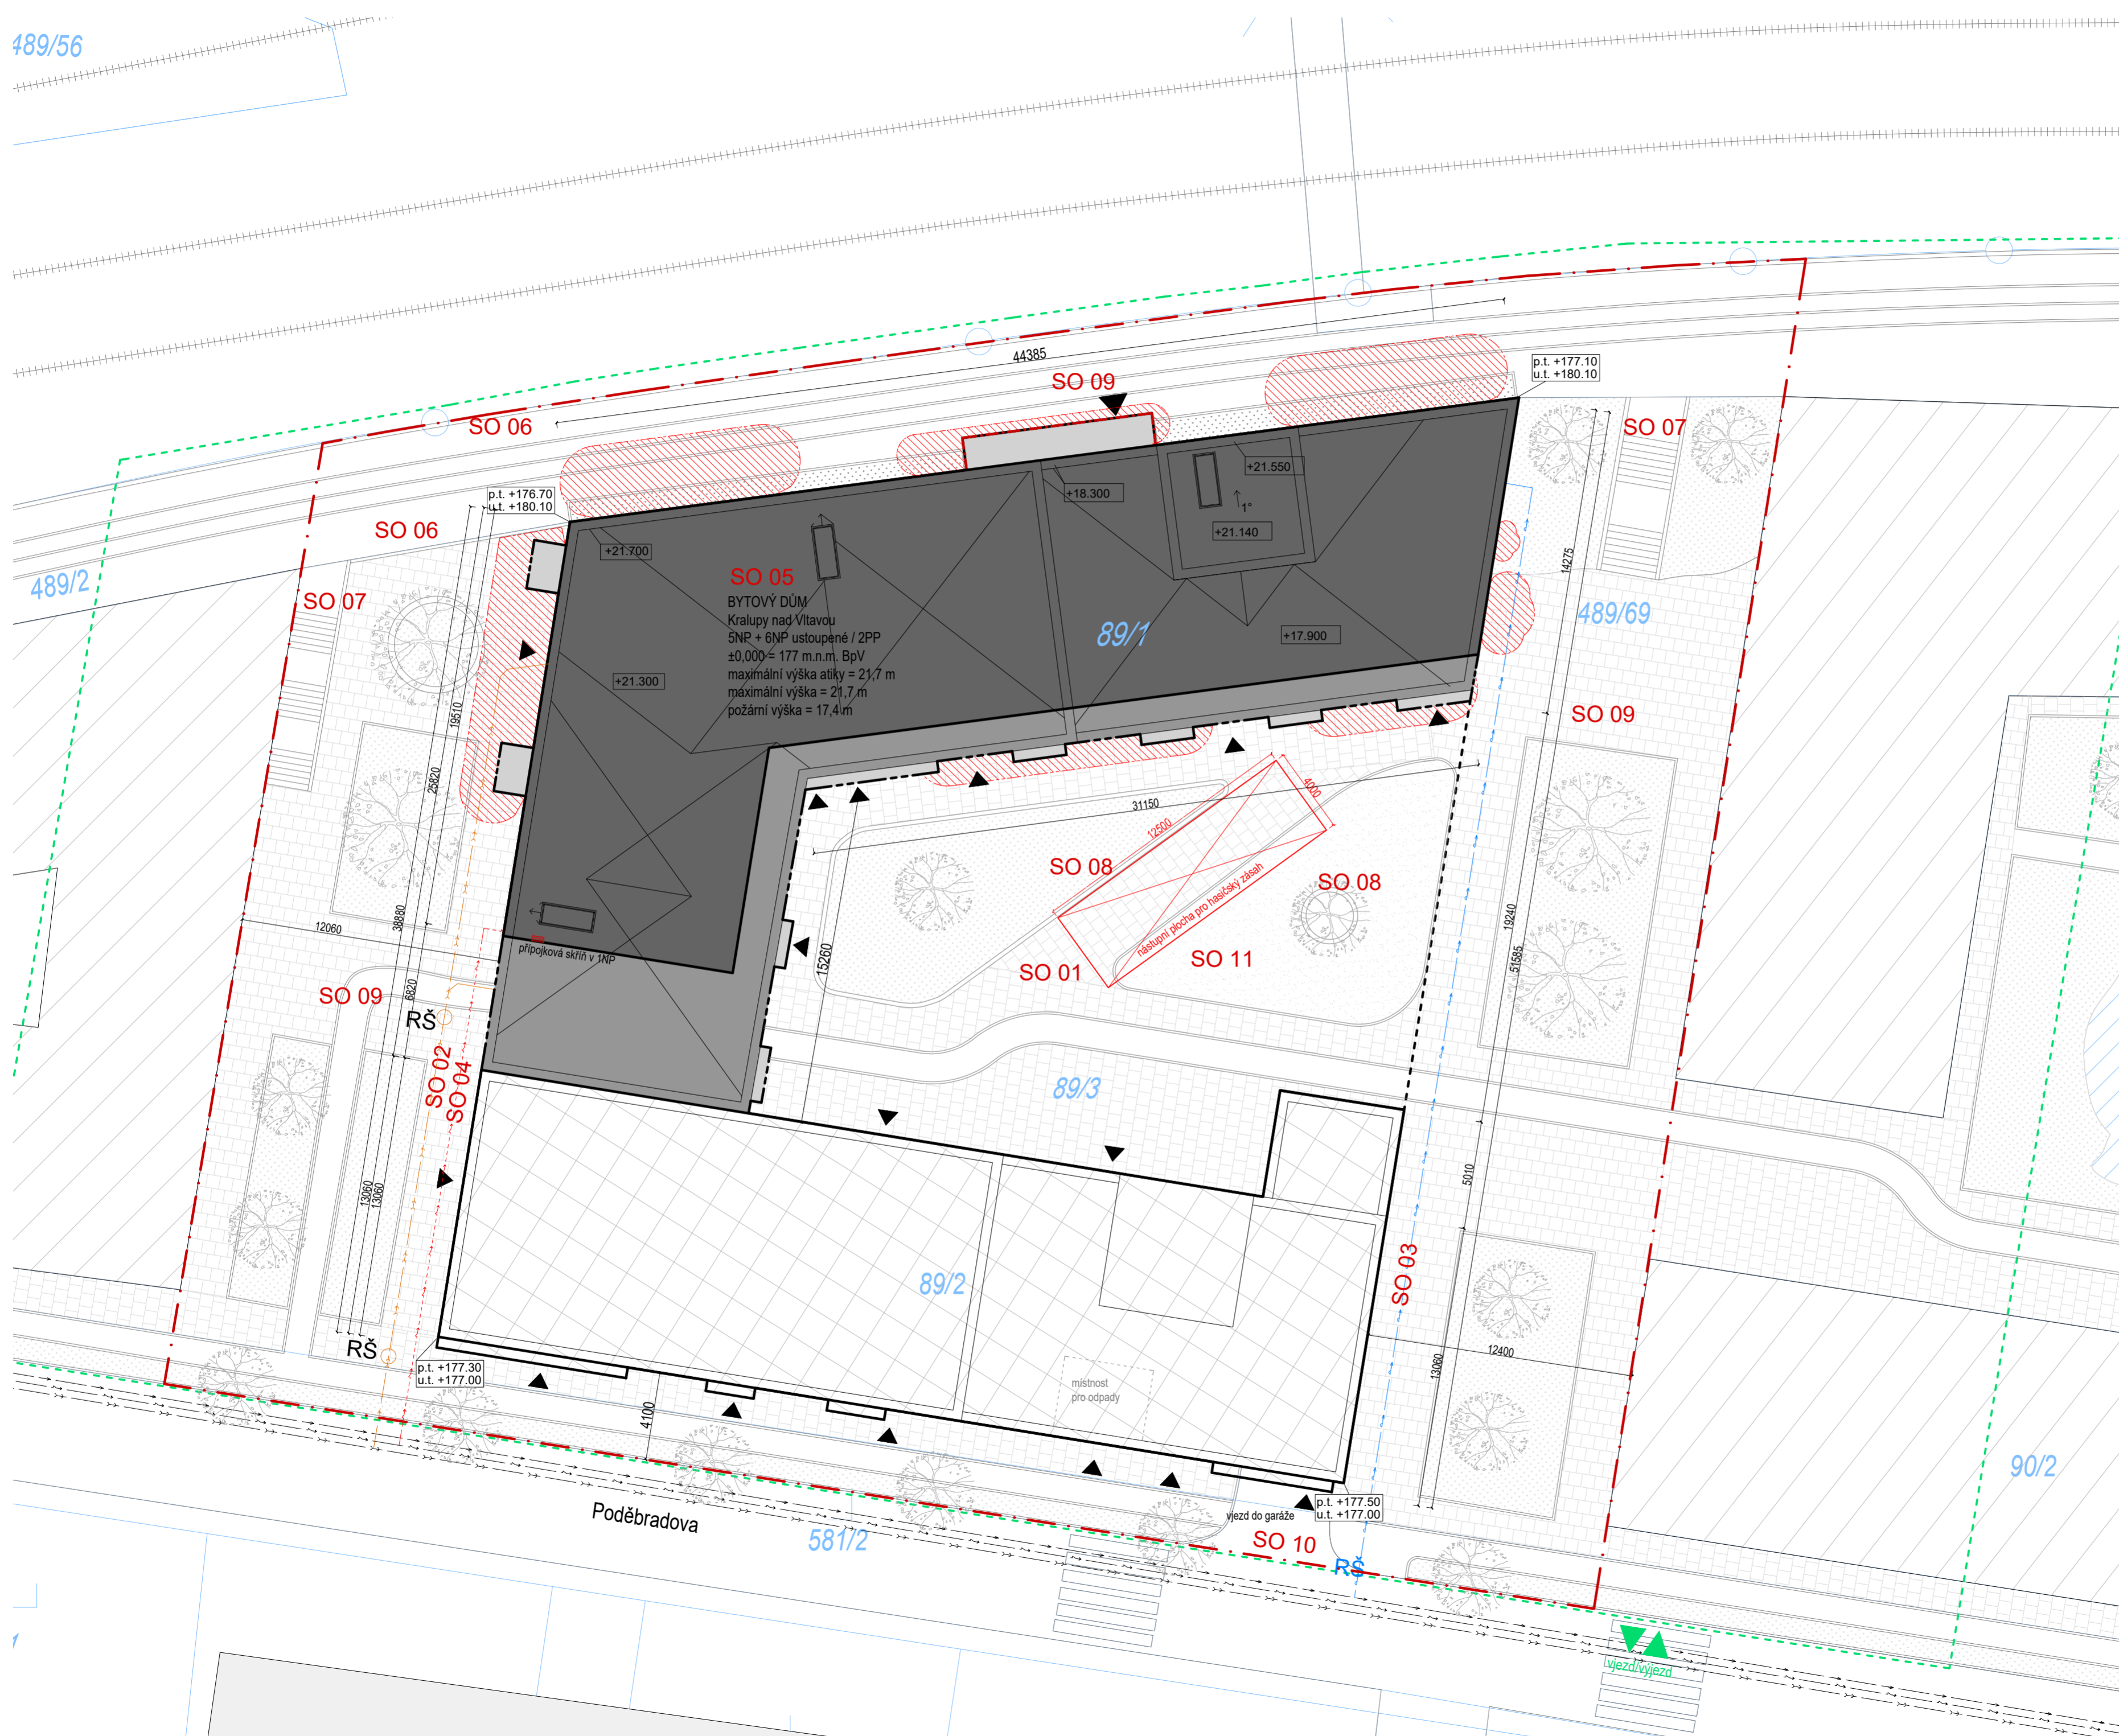 489/56
44385
p.t. +177.10
u.t. +180.10
SO 09
SO 06
SO 07
+21.550
p.t. +176.70
u.t. +180.10
+18.300
1°
+21.140
SO 06
+21.700
14275
489/2
SO 05
BYTOVÝ DŮM
Kralupy nad Vltavou
5NP + 6NP ustoupené / 2PP
±0,000 = 177 m.n.m. BpV
maximální výška atiky = 21,7 m
maximální výška = 21,7 m
požární výška = 17,4 m
SO 07
89/1
+17.900
489/69
+21.300
19510
SO 09
25820
4000
31150
12500
SO 08
SO 08
nástupní plocha pro hasičský zásah
38880
12060
19240
51585
přípojková skříň v 1NP
15260
SO 11
SO 01
SO 09
6820
RŠ
SO 02
SO 04
89/3
5010
13060
13060
89/2
SO 03
RŠ
12400
13060
p.t. +177.30
u.t. +177.00
místnost
pro odpady
4100
90/2
p.t. +177.50
u.t. +177.00
vjezd do garáže
Poděbradova
581/2
SO 10
RŠ
vjezd/výjezd